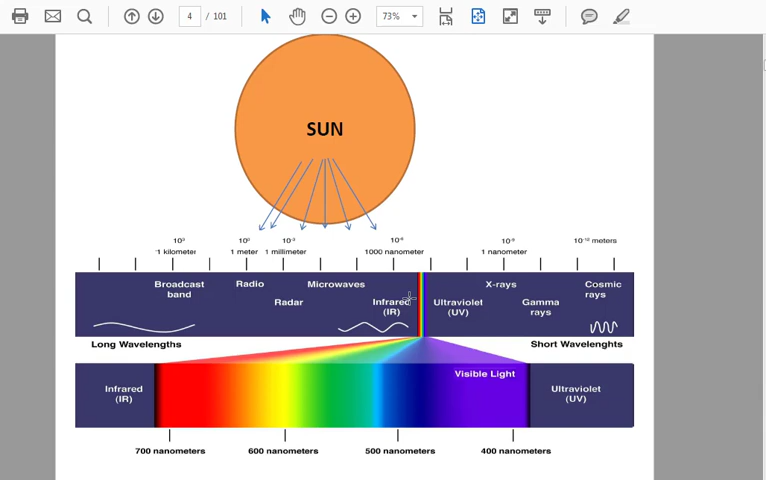 4 / 101
73%
SUN
10³ 10⁰ 10⁻³ 10⁻⁶ 10⁻⁹ 10⁻¹² meters
1 kilometer 1 meter 1 millimeter 1000 nanometer 1 nanometer
Broadcast band
Radio
Radar
Microwaves
Infrared (IR)
Ultraviolet (UV)
X-rays
Gamma rays
Cosmic rays
Long Wavelengths
Short Wavelenghts
Infrared (IR)
Visible Light
Ultraviolet (UV)
700 nanometers 600 nanometers 500 nanometers 400 nanometers